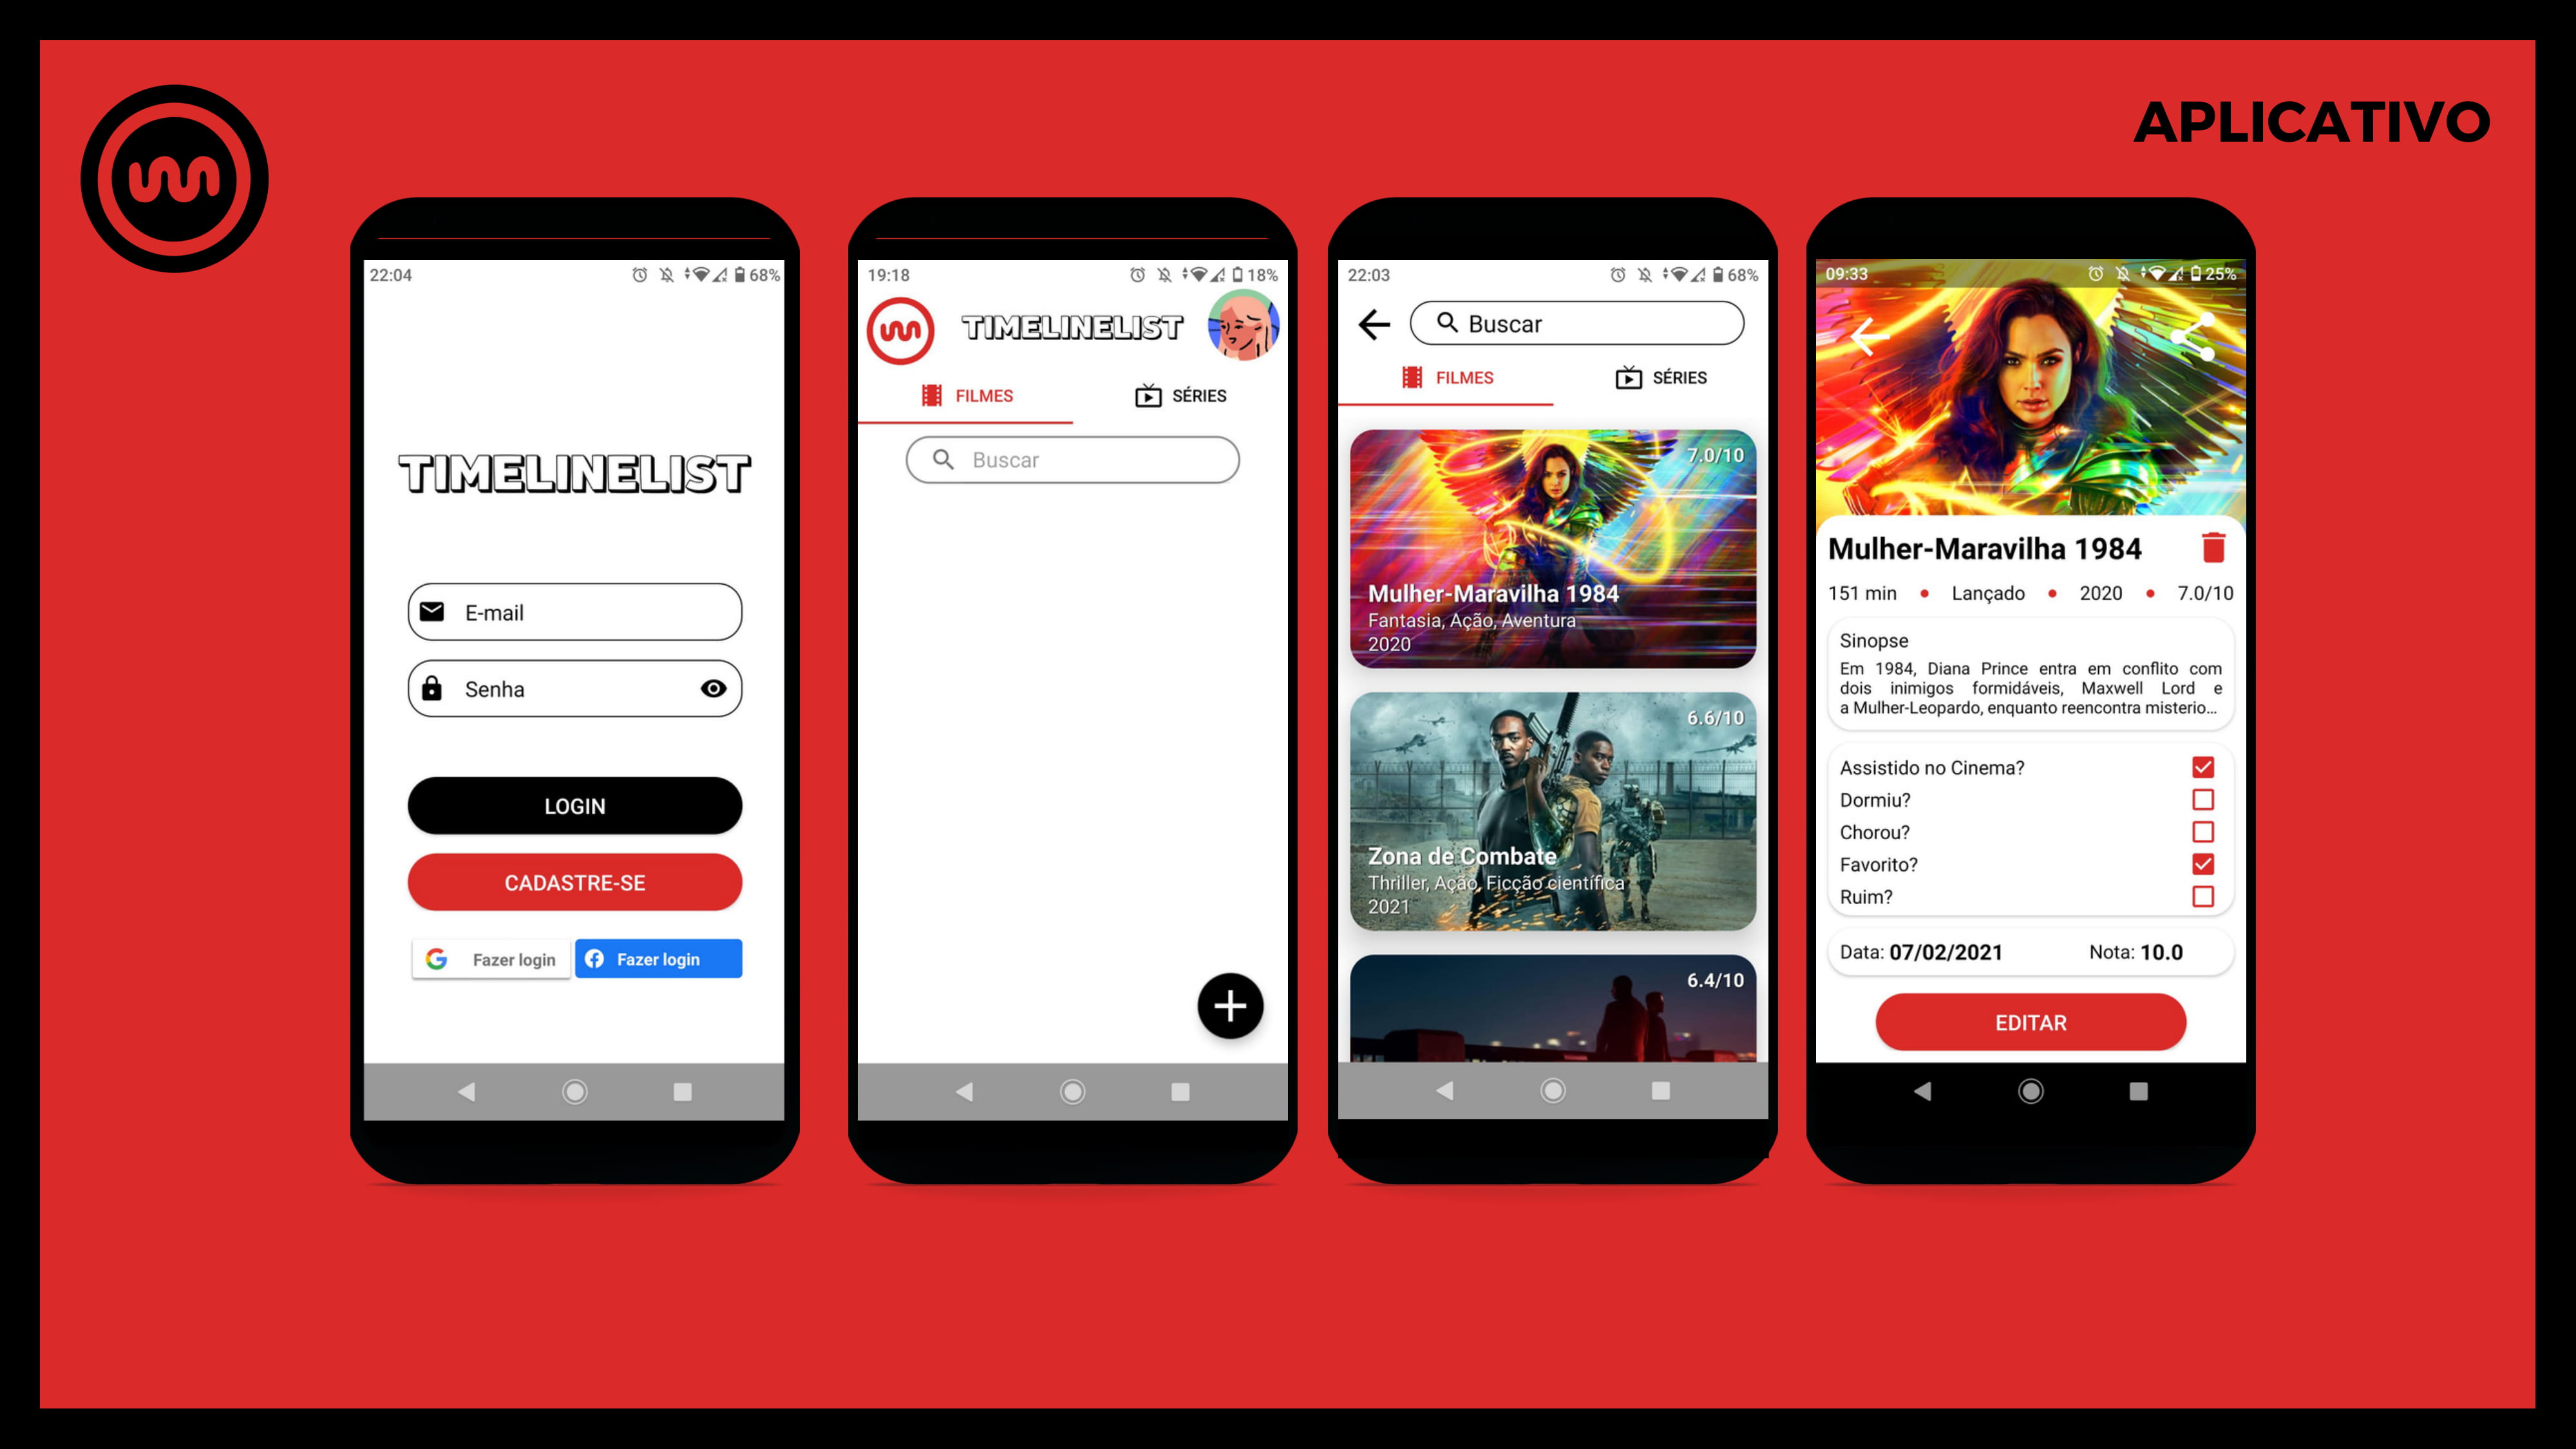 APLICATIVO
22:04
68%
TIMELINELIST
E-mail
Senha
LOGIN
CADASTRE-SE
Fazer login
Fazer login
19:18
18%
TIMELINELIST
FILMES
SÉRIES
Buscar
22:03
68%
Buscar
FILMES
SÉRIES
7.0/10
Mulher-Maravilha 1984
Fantasia, Ação, Aventura
2020
6.6/10
Zona de Combate
Thriller, Ação, Ficção científica
2021
6.4/10
09:33
25%
Mulher-Maravilha 1984
151 min • Lançado • 2020 • 7.0/10
Sinopse
Em 1984, Diana Prince entra em conflito com
dois inimigos formidáveis, Maxwell Lord e
a Mulher-Leopardo, enquanto reencontra misterio...
Assistido no Cinema?
Dormiu?
Chorou?
Favorito?
Ruim?
Data: 07/02/2021 Nota: 10.0
EDITAR